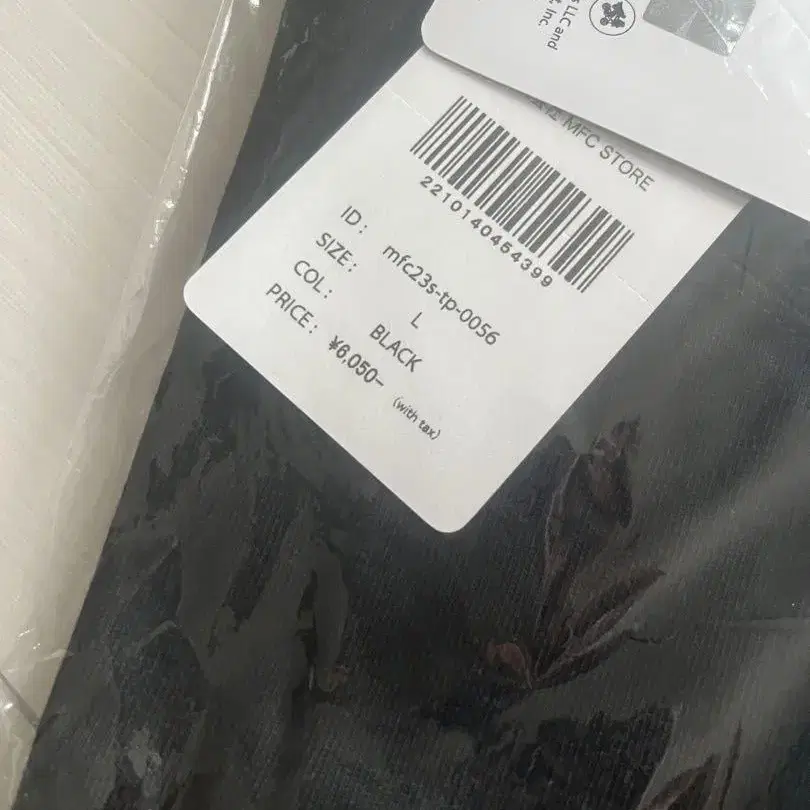 LLC and
Inc
MFC STORE
2210140454399
ID : mfc23s-tp-0056
SIZE : L
COL : BLACK
PRICE : ¥6,050–
(with tax)